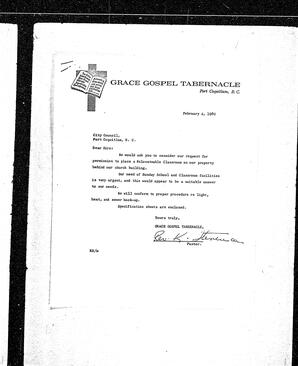 GRACE GOSPEL TABERNACLE
Port Coquitlam, B. C.
February 4, 1980
City Council,
Port Coquitlam, B. C.
Dear Sirs:
We would ask you to consider our request for
permission to place a Relocatable Classroom on our property
behind our church building.
Our need of Sunday School and Classroom facilities
is very urgent, and this would appear to be a suitable answer
to our needs.
We will conform to proper procedure re light,
heat, and sewer hook-up.
Specification sheets are enclosed.
Yours truly,
GRACE GOSPEL TABERNACLE,
Rev. K. Stevenson
Pastor.